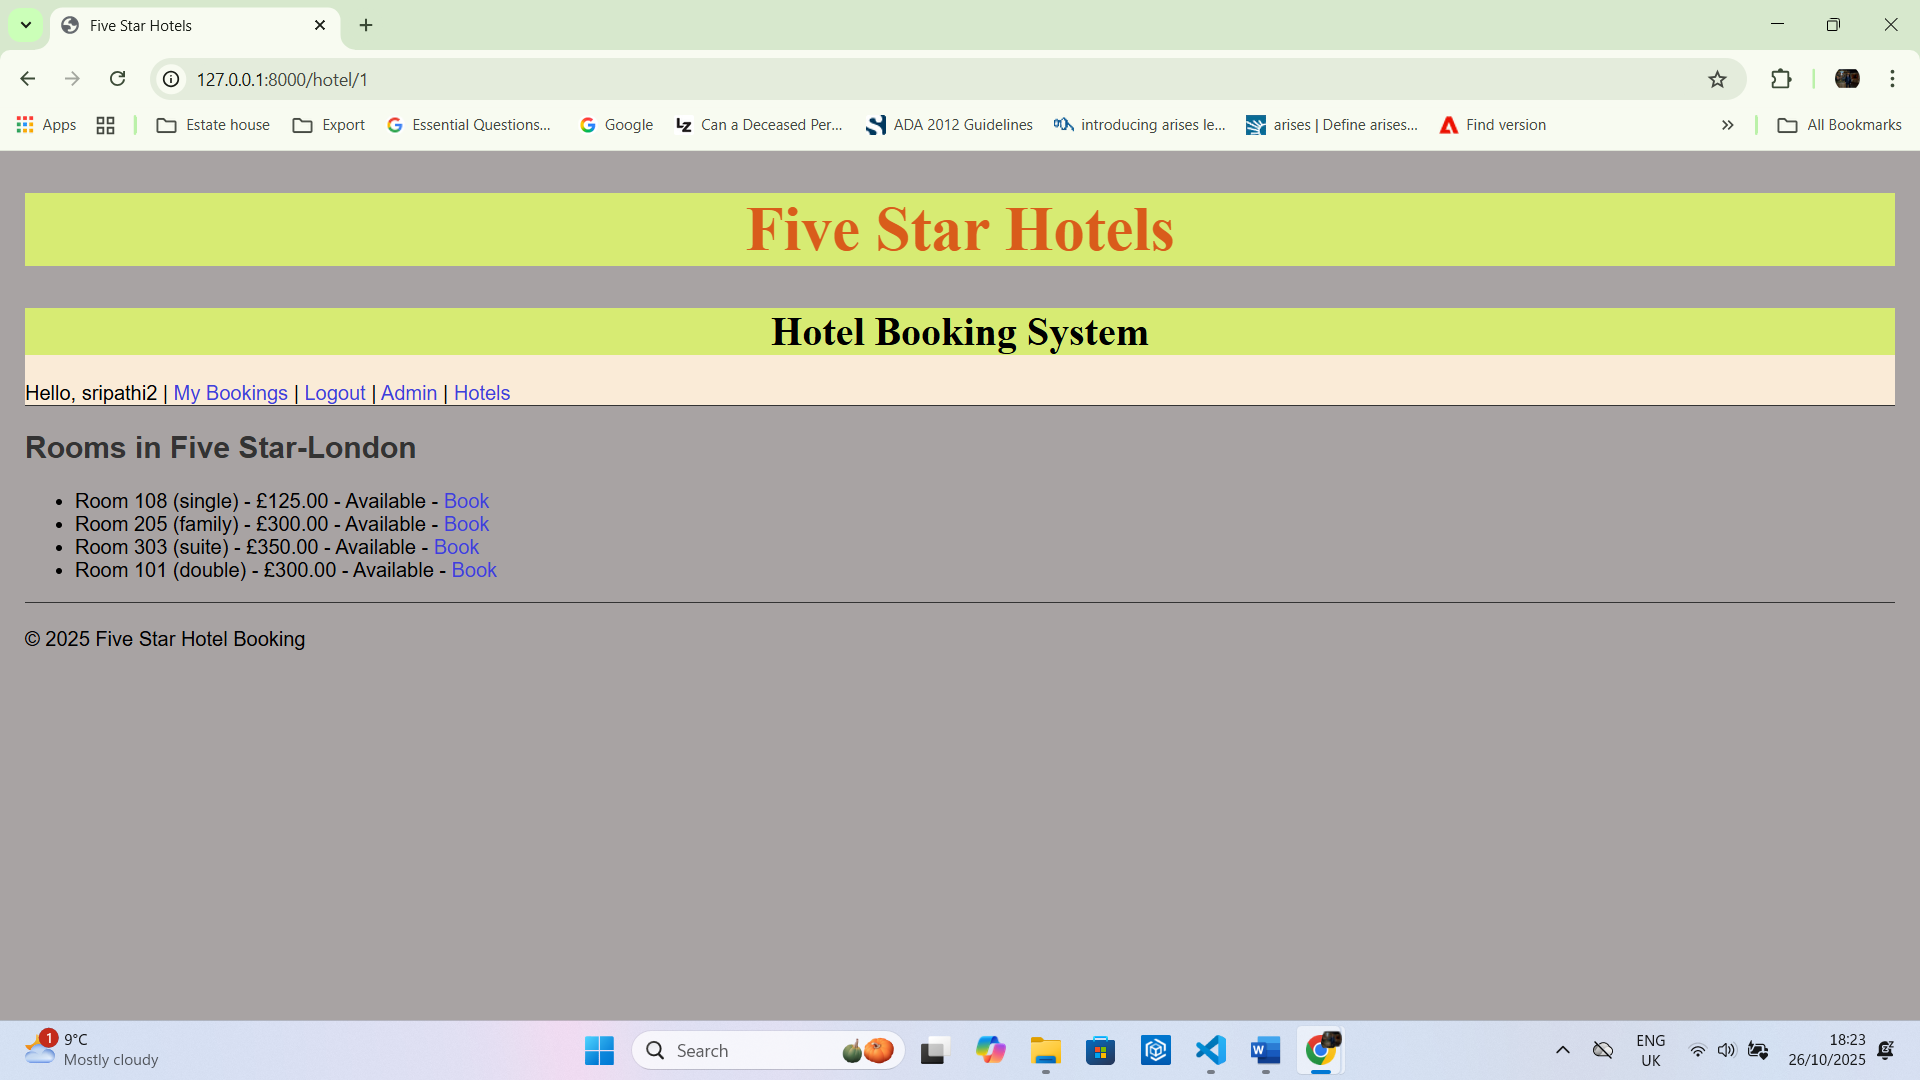 Five Star Hotels
127.0.0.1:8000/hotel/1
Apps Estate house Export Essential Questions... Google Can a Deceased Per... ADA 2012 Guidelines introducing arises le... arises | Define arises... Find version » All Bookmarks
Five Star Hotels
Hotel Booking System
Hello, sripathi2 | My Bookings | Logout | Admin | Hotels
Rooms in Five Star-London
• Room 108 (single) - £125.00 - Available - Book
• Room 205 (family) - £300.00 - Available - Book
• Room 303 (suite) - £350.00 - Available - Book
• Room 101 (double) - £300.00 - Available - Book
© 2025 Five Star Hotel Booking
1 9°C
Mostly cloudy
Search
ENG
UK
18:23
26/10/2025